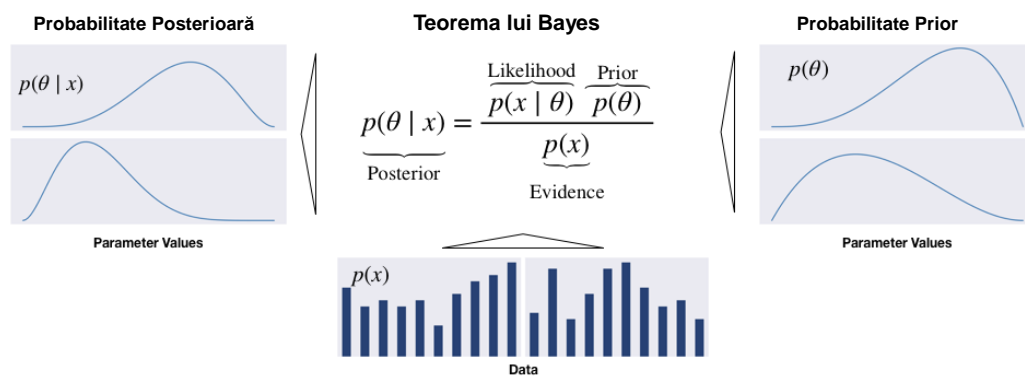 Probabilitate Posterioară
p(θ | x)
Parameter Values
Teorema lui Bayes
Likelihood Prior
p(x | θ) p(θ)
p(θ | x) =
p(x)
Posterior
Evidence
p(x)
Data
Probabilitate Prior
p(θ)
Parameter Values